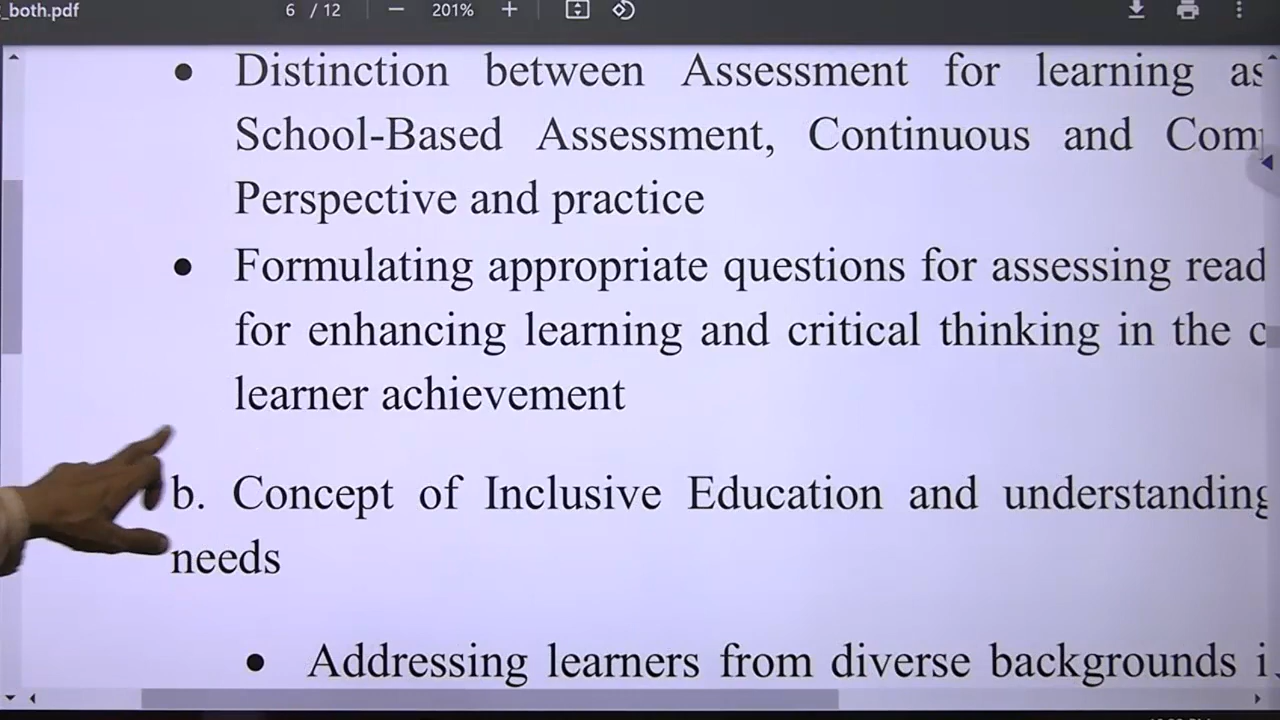 _both.pdf
6 / 12
201%
• Distinction between Assessment for learning as
School-Based Assessment, Continuous and Com
Perspective and practice
• Formulating appropriate questions for assessing read
for enhancing learning and critical thinking in the c
learner achievement
b. Concept of Inclusive Education and understanding
needs
• Addressing learners from diverse backgrounds i